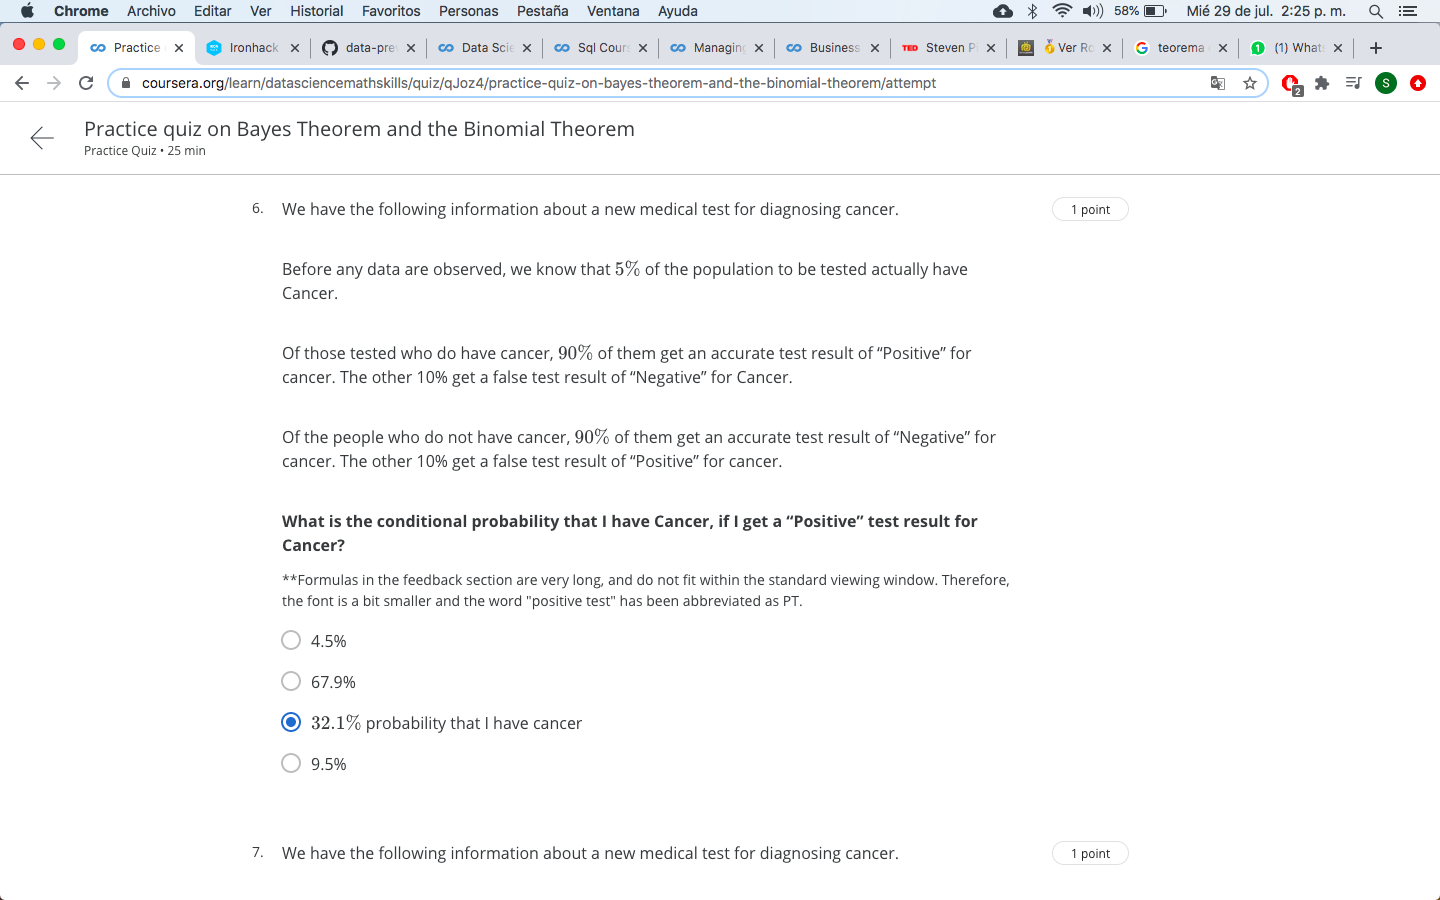 Chrome Archivo Editar Ver Historial Favoritos Personas Pestaña Ventana Ayuda 58% Mié 29 de jul. 2:25 p. m.
Practice Ironhack data-pre Data Scie Sql Cour Managing Business TED Steven P Ver Ro teorema (1) What
coursera.org/learn/datasciencemathskills/quiz/qJoz4/practice-quiz-on-bayes-theorem-and-the-binomial-theorem/attempt 2 S
Practice quiz on Bayes Theorem and the Binomial Theorem
Practice Quiz • 25 min
6. We have the following information about a new medical test for diagnosing cancer. 1 point
Before any data are observed, we know that 5% of the population to be tested actually have
Cancer.
Of those tested who do have cancer, 90% of them get an accurate test result of “Positive” for
cancer. The other 10% get a false test result of “Negative” for Cancer.
Of the people who do not have cancer, 90% of them get an accurate test result of “Negative” for
cancer. The other 10% get a false test result of “Positive” for cancer.
What is the conditional probability that I have Cancer, if I get a “Positive” test result for
Cancer?
**Formulas in the feedback section are very long, and do not fit within the standard viewing window. Therefore,
the font is a bit smaller and the word "positive test" has been abbreviated as PT.
4.5%
67.9%
32.1% probability that I have cancer
9.5%
7. We have the following information about a new medical test for diagnosing cancer. 1 point